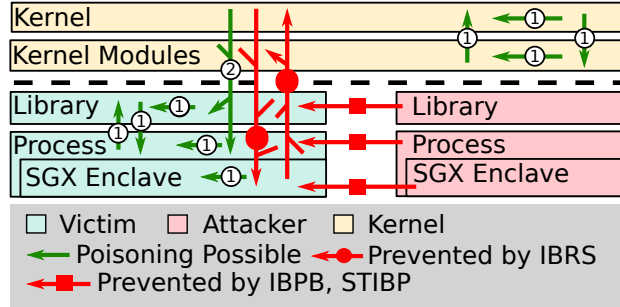 Kernel
1
1
1
Kernel Modules
2
1
Library
1
Library
1
1
Process
1
Process
SGX Enclave
1
SGX Enclave
Victim
Attacker
Kernel
Poisoning Possible
Prevented by IBRS
Prevented by IBPB, STIBP